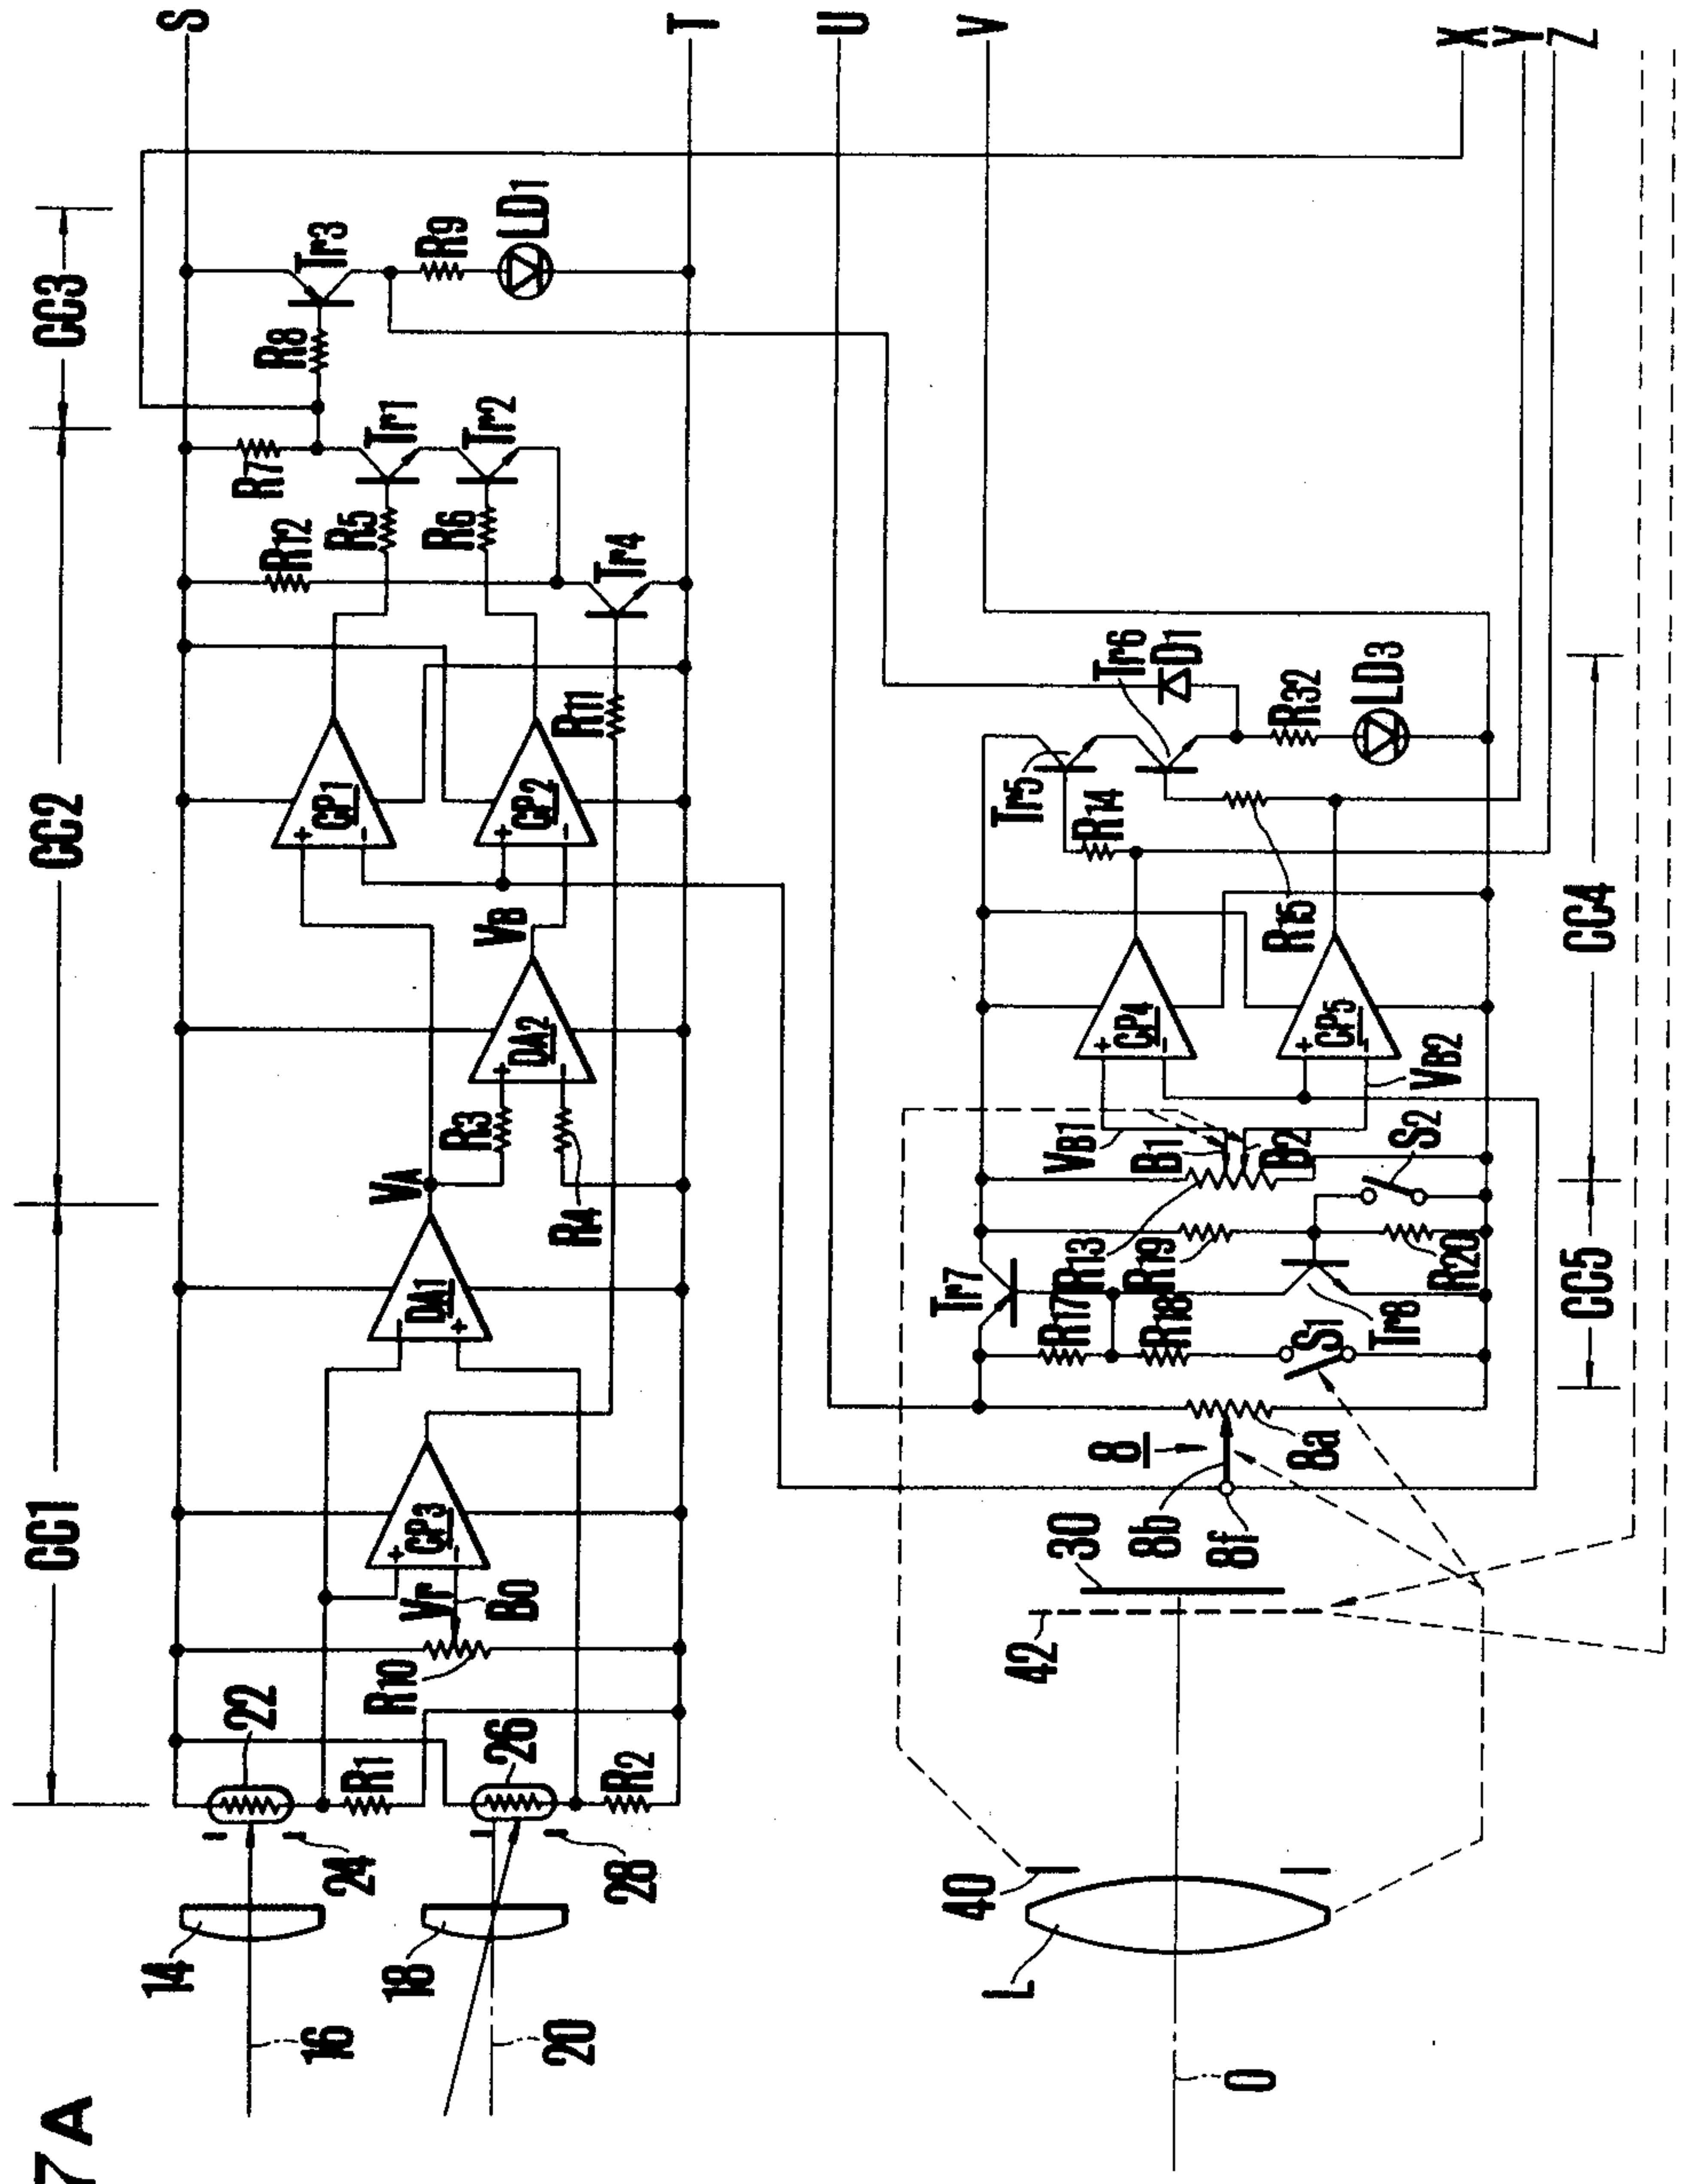 7A
CC1
CC2
CC3
S
T
U
V
X
Y
Z
14
16
18
20
22
24
26
28
R1
R2
R10
Vr
B0
CP3
+
-
DA1
-
+
VA
R3
R4
DA2
+
-
VB
CP1
+
-
CP2
+
-
R11
R12
R5
R6
R7
Tr1
Tr2
Tr4
R8
Tr3
R9
LD1
O
L
40
42
30
8
8a
8b
8f
S1
R17
R18
Tr7
Tr8
R13
R19
R20
S2
VB1
B1
B2
VB2
CP4
+
-
CP5
+
-
R14
R15
Tr5
Tr6
D1
R32
LD3
CC5
CC4